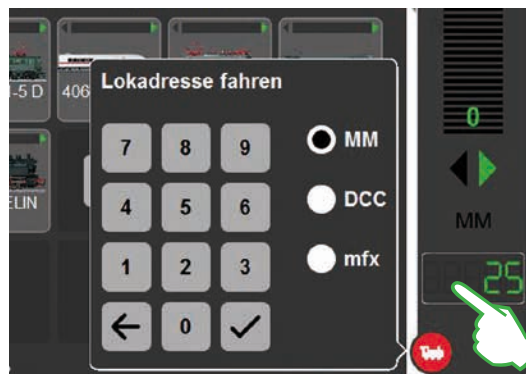 -5 D
406
ELIN
Lokadresse fahren
7 8 9
MM
4 5 6
DCC
1 2 3
mfx
0
0
MM
25